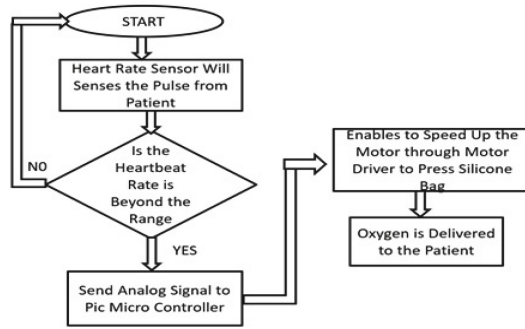 START
Heart Rate Sensor Will
Senses the Pulse from
Patient
Is the
Heartbeat
Rate is
Beyond the
Range
N0
YES
Send Analog Signal to
Pic Micro Controller
Enables to Speed Up the
Motor through Motor
Driver to Press Silicone
Bag
Oxygen is Delivered
to the Patient